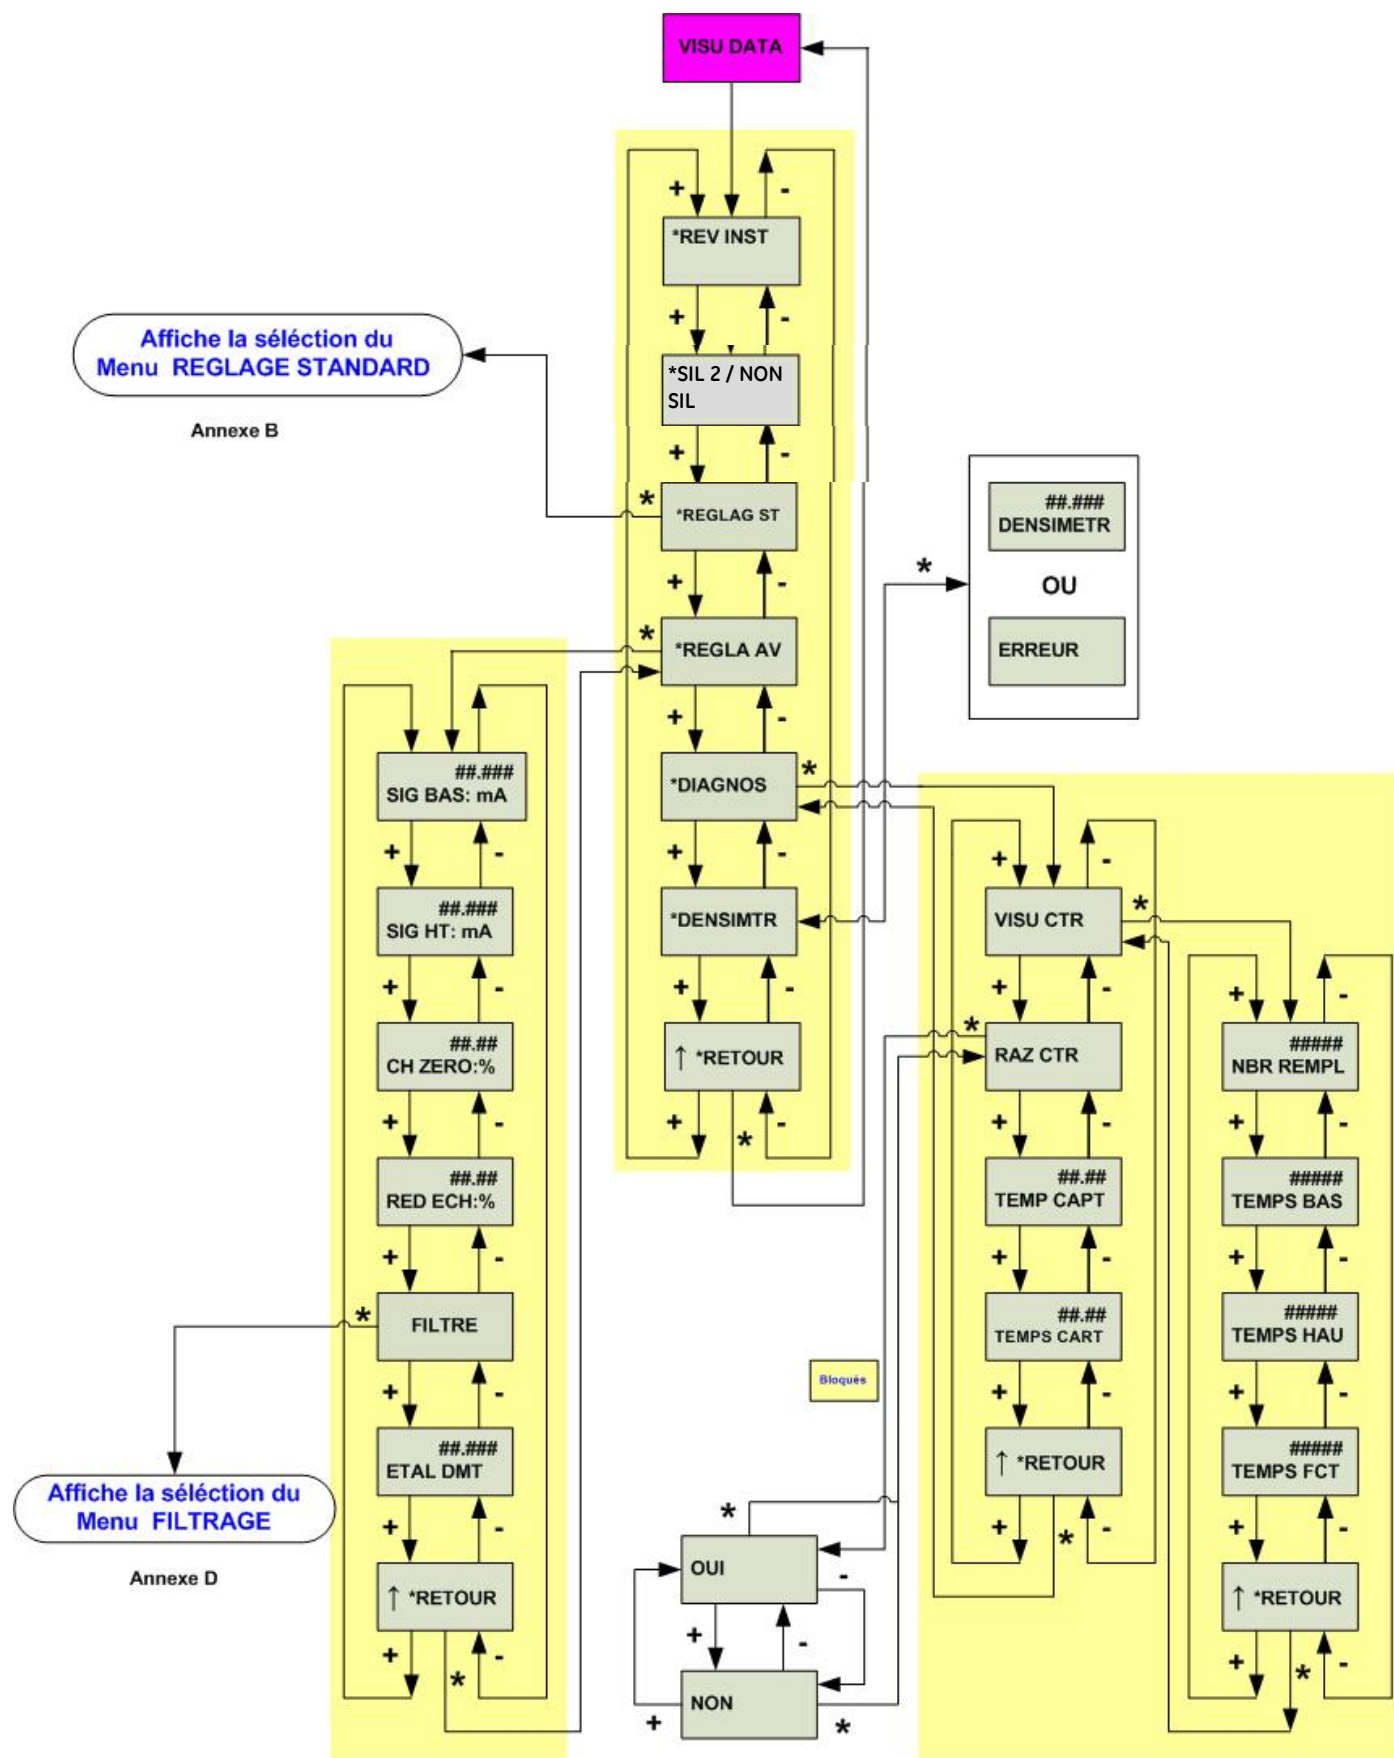 VISU DATA
+
-
*REV INST
+
-
*SIL 2 / NON
SIL
+
-
Affiche la séléction du
Menu REGLAGE STANDARD
Annexe B
*
*REGLAG ST
+
-
*
*REGLA AV
+
-
*DIAGNOS
*
+
-
*DENSIMTR
+
-
↑ *RETOUR
+
*
-
*
##.###
DENSIMETR
OU
ERREUR
##.###
SIG BAS: mA
+
-
##.###
SIG HT: mA
+
-
##.##
CH ZERO:%
+
-
##.##
RED ECH:%
+
-
*
FILTRE
+
-
##.###
ETAL DMT
+
-
↑ *RETOUR
+
*
-
Affiche la séléction du
Menu FILTRAGE
Annexe D
+
-
VISU CTR
*
+
-
*
RAZ CTR
+
-
##.##
TEMP CAPT
+
-
##.##
TEMPS CART
+
-
↑ *RETOUR
+
*
-
+
-
#####
NBR REMPL
+
-
#####
TEMPS BAS
+
-
#####
TEMPS HAU
+
-
#####
TEMPS FCT
+
-
↑ *RETOUR
+
*
-
Bloqués
*
OUI
-
+
-
NON
+
*